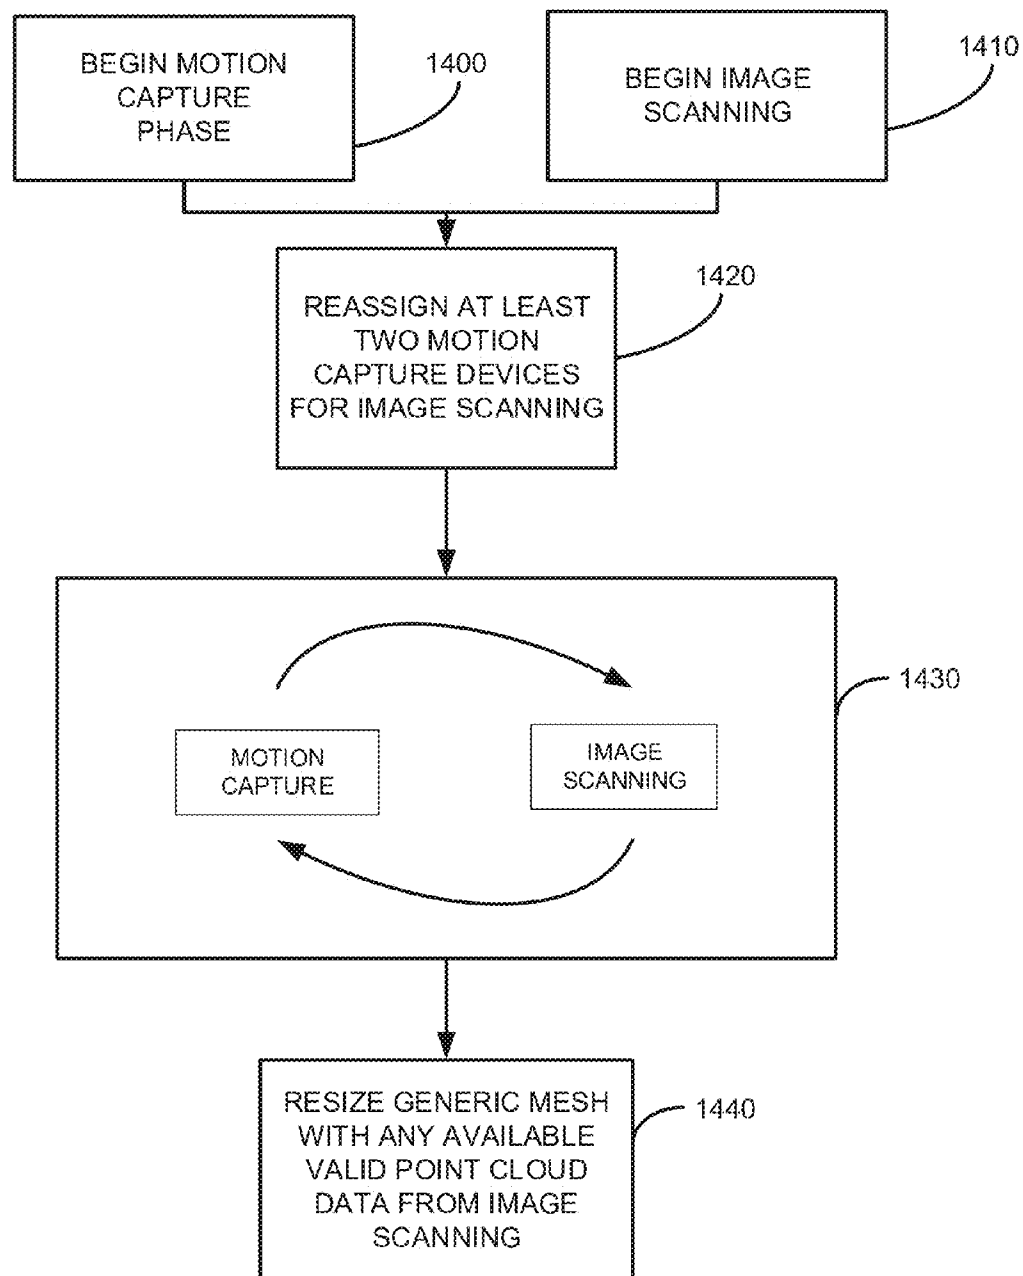 BEGIN MOTION
CAPTURE
PHASE
1400
BEGIN IMAGE
SCANNING
1410
REASSIGN AT LEAST
TWO MOTION
CAPTURE DEVICES
FOR IMAGE SCANNING
1420
MOTION
CAPTURE
IMAGE
SCANNING
1430
RESIZE GENERIC MESH
WITH ANY AVAILABLE
VALID POINT CLOUD
DATA FROM IMAGE
SCANNING
1440